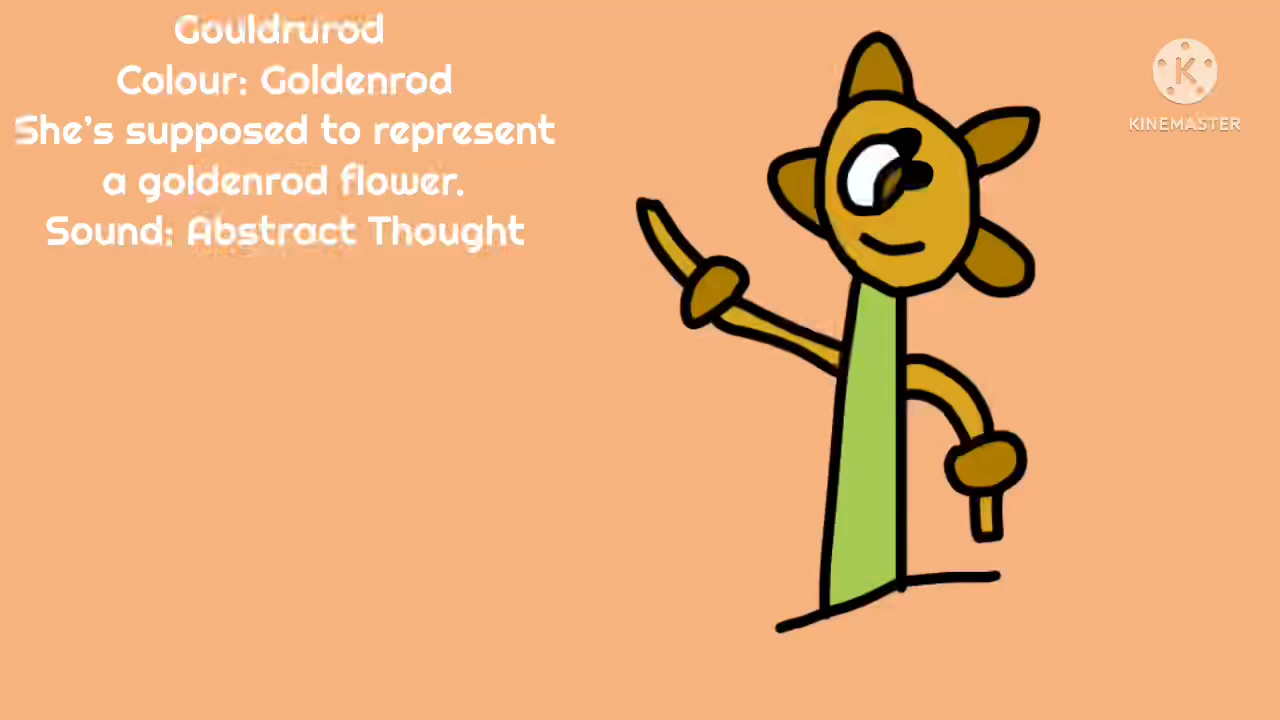 Gouldrurod
Colour: Goldenrod
She's supposed to represent
a goldenrod flower.
Sound: Abstract Thought
K
KINEMASTER